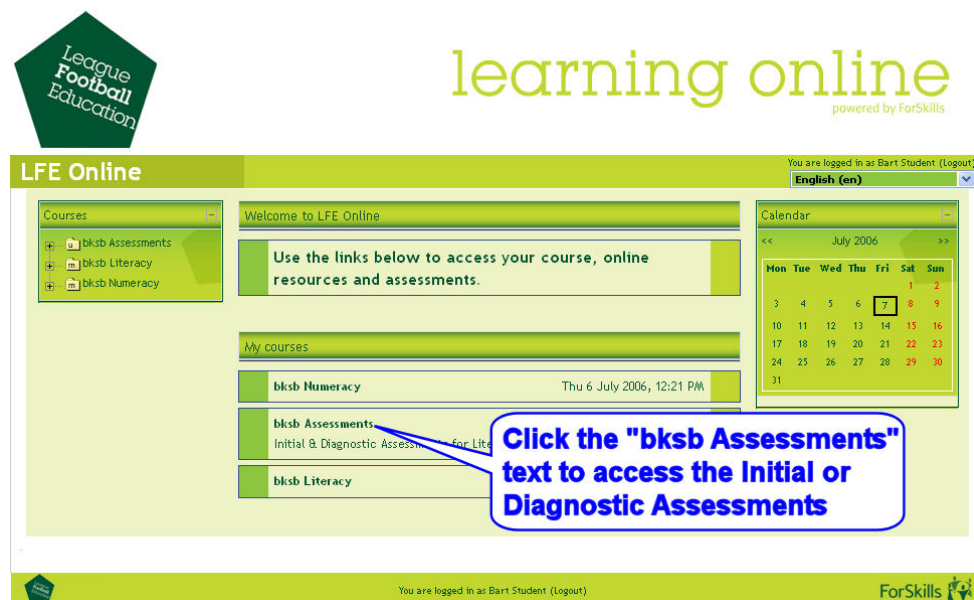 League
Football
Education
learning online
powered by ForSkills
LFE Online
You are logged in as Bart Student (Logout)
English (en)
Courses
bksb Assessments
bksb Literacy
bksb Numeracy
Welcome to LFE Online
Use the links below to access your course, online
resources and assessments.
My courses
bksb Numeracy Thu 6 July 2006, 12:21 PM
bksb Assessments
Initial & Diagnostic for
bksb Literacy
Click the "bksb Assessments"
text to access the Initial or
Diagnostic Assessments
Calendar
<< July 2006 >>
Mon Tue Wed Thu Fri Sat Sun
1 2
3 4 5 6 7 8 9
10 11 12 13 14 15 16
17 18 19 20 21 22 23
24 25 26 27 28 29 30
31
You are logged in as Bart Student (Logout)
ForSkills